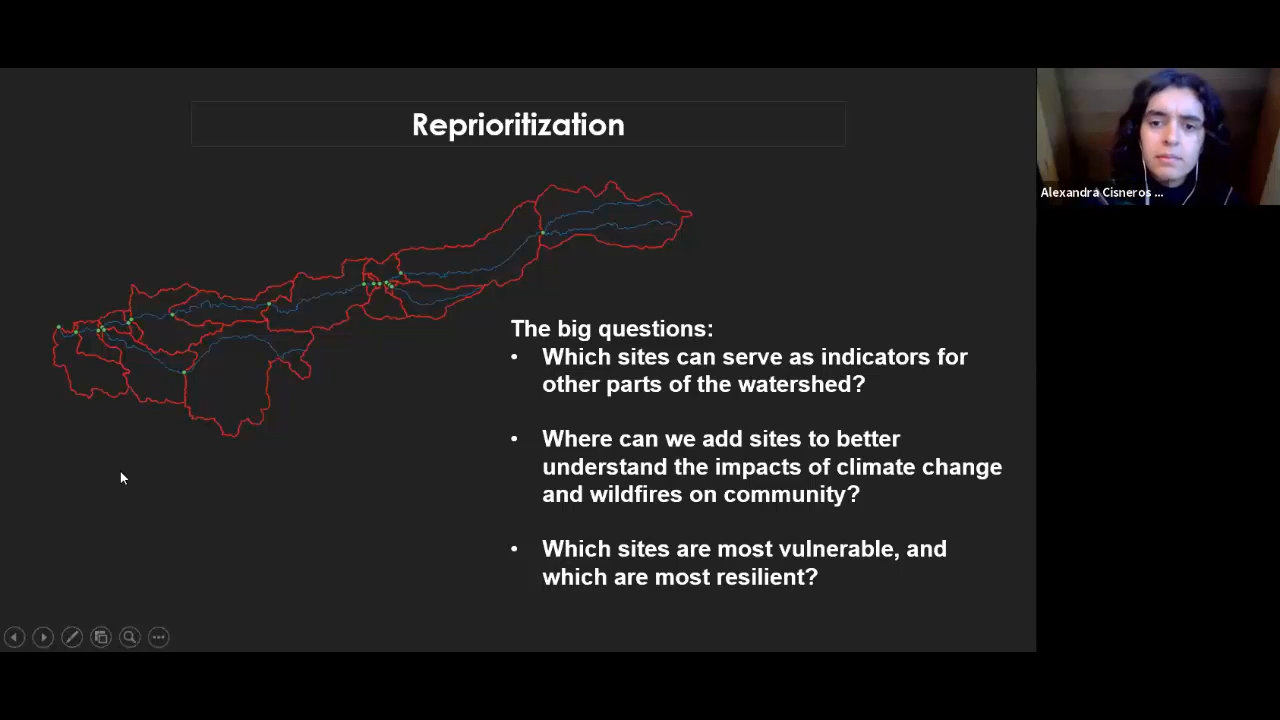 Reprioritization
Alexandra Cisneros ...
The big questions:
• Which sites can serve as indicators for
other parts of the watershed?
• Where can we add sites to better
understand the impacts of climate change
and wildfires on community?
• Which sites are most vulnerable, and
which are most resilient?